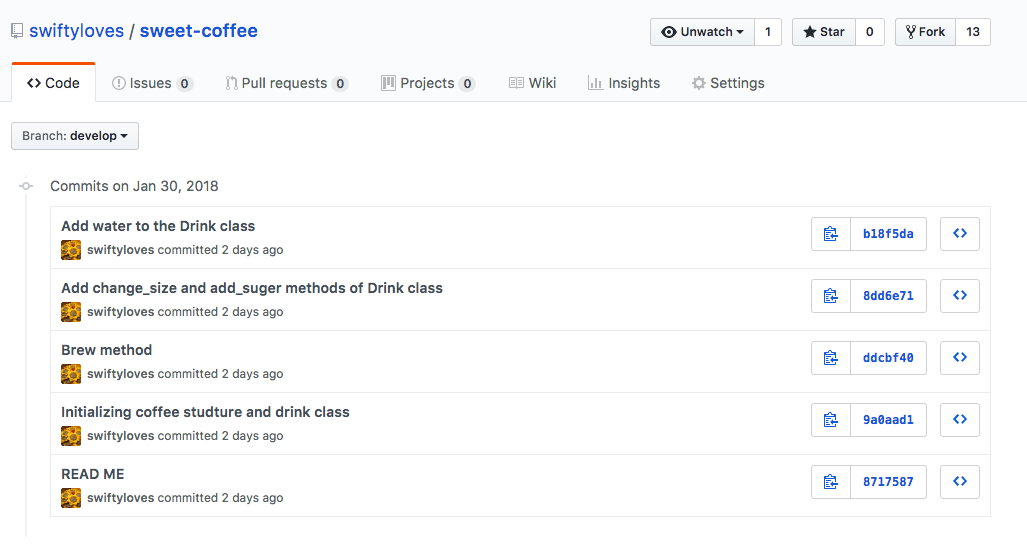 swiftyloves / sweet-coffee
Unwatch 1 Star 0 Fork 13
Code Issues 0 Pull requests 0 Projects 0 Wiki Insights Settings
Branch: develop
Commits on Jan 30, 2018
Add water to the Drink class
swiftyloves committed 2 days ago
b18f5da
Add change_size and add_suger methods of Drink class
swiftyloves committed 2 days ago
8dd6e71
Brew method
swiftyloves committed 2 days ago
ddcbf40
Initializing coffee studture and drink class
swiftyloves committed 2 days ago
9a0aad1
READ ME
swiftyloves committed 2 days ago
8717587